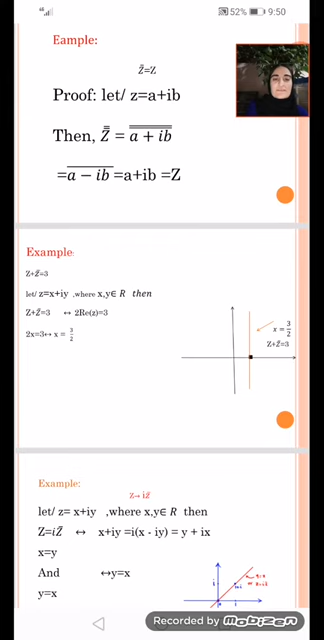 52% 9:50
Eample:
Z̄̄=Z
Proof: let/ z=a+ib
Then, Z̄̄ = \overline{\overline{a + ib}}
=\overline{a − ib}=a+ib =Z
Example:
Z+Z̄=3
let/ z=x+iy ,where x,y∈ R then
Z+Z̄=3 ↔ 2Re(z)=3
2x=3↔ x = 3/2
x = 3/2
Z+Z̄=3
Example:
Z→ iz̄
let/ z= x+iy ,where x,y∈ R then
Z=iZ̄ ↔ x+iy =i(x - iy) = y + ix
x=y
And ↔y=x
y=x
Recorded by mobizen